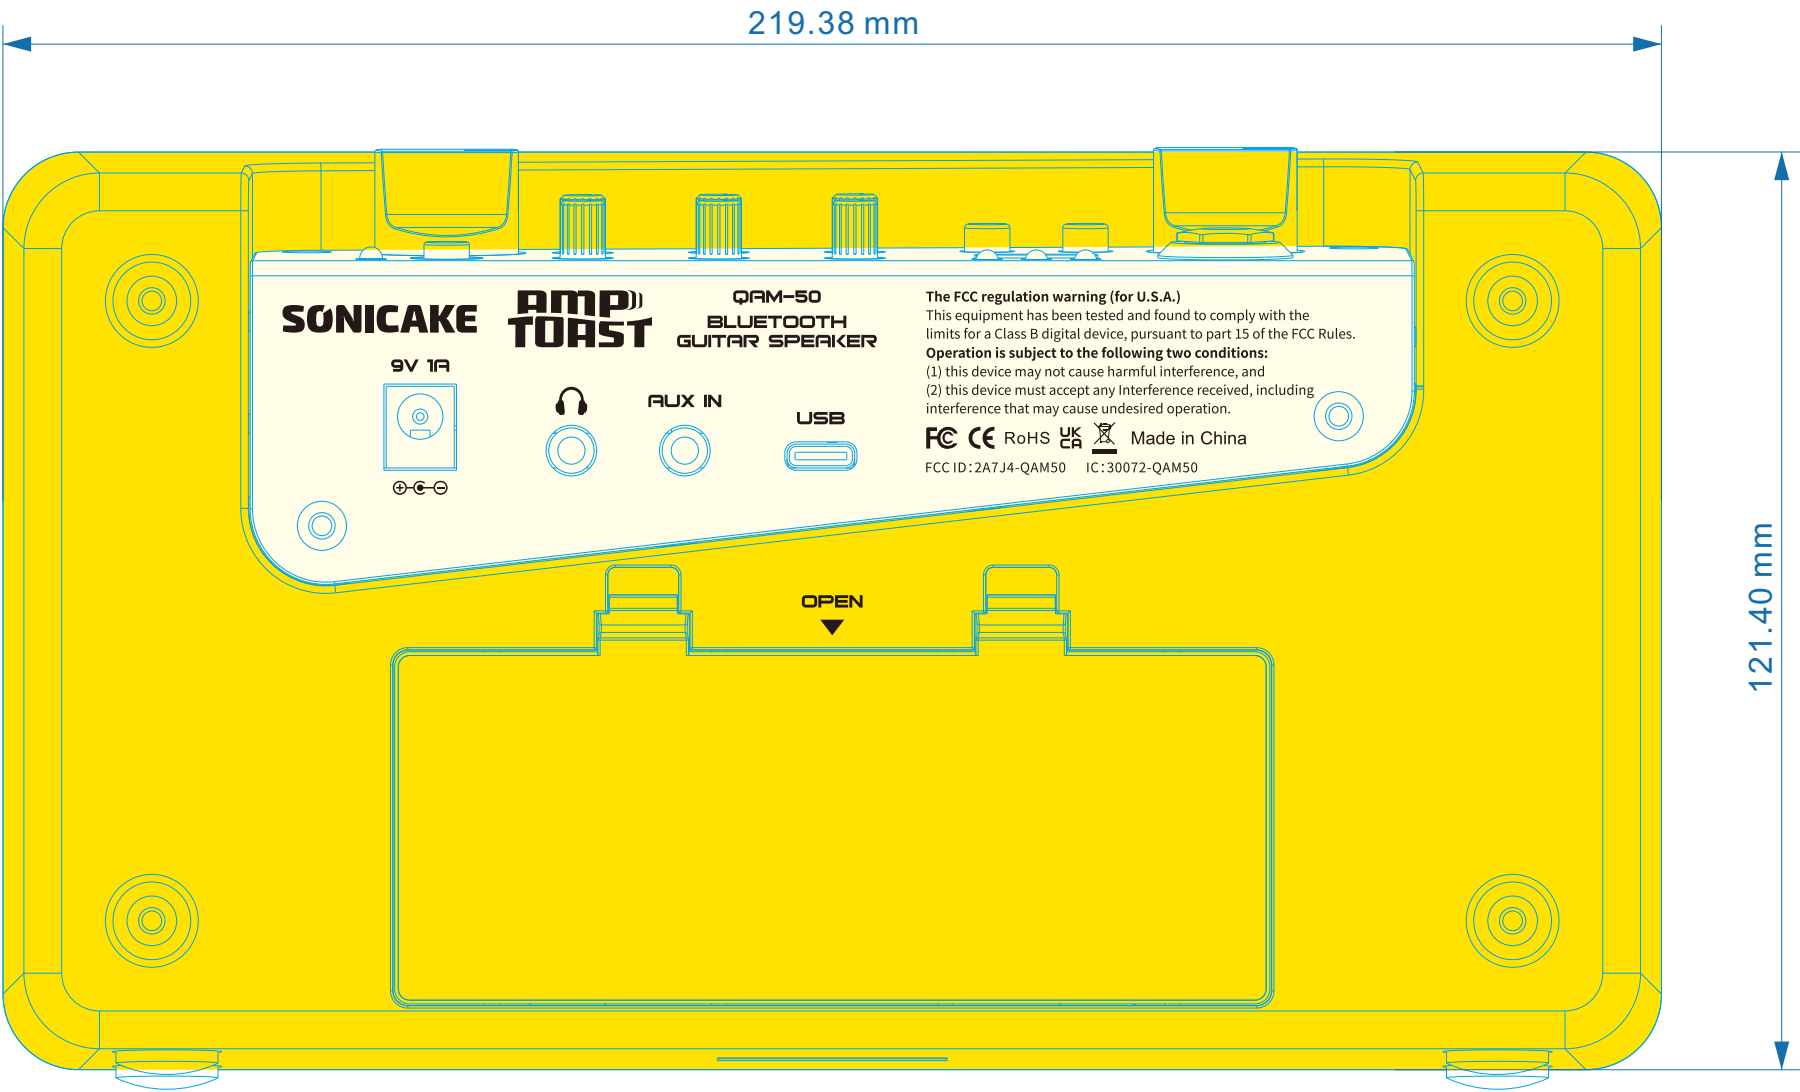 219.38 mm
SONICAKE
AMP TOAST
QAM-50
BLUETOOTH
GUITAR SPEAKER
The FCC regulation warning (for U.S.A.)
This equipment has been tested and found to comply with the
limits for a Class B digital device, pursuant to part 15 of the FCC Rules.
Operation is subject to the following two conditions:
(1) this device may not cause harmful interference, and
(2) this device must accept any Interference received, including
interference that may cause undesired operation.
FC CE RoHS UK CA Made in China
FCC ID:2A7J4-QAM50 IC:30072-QAM50
9V 1A
AUX IN
USB
OPEN
121.40 mm